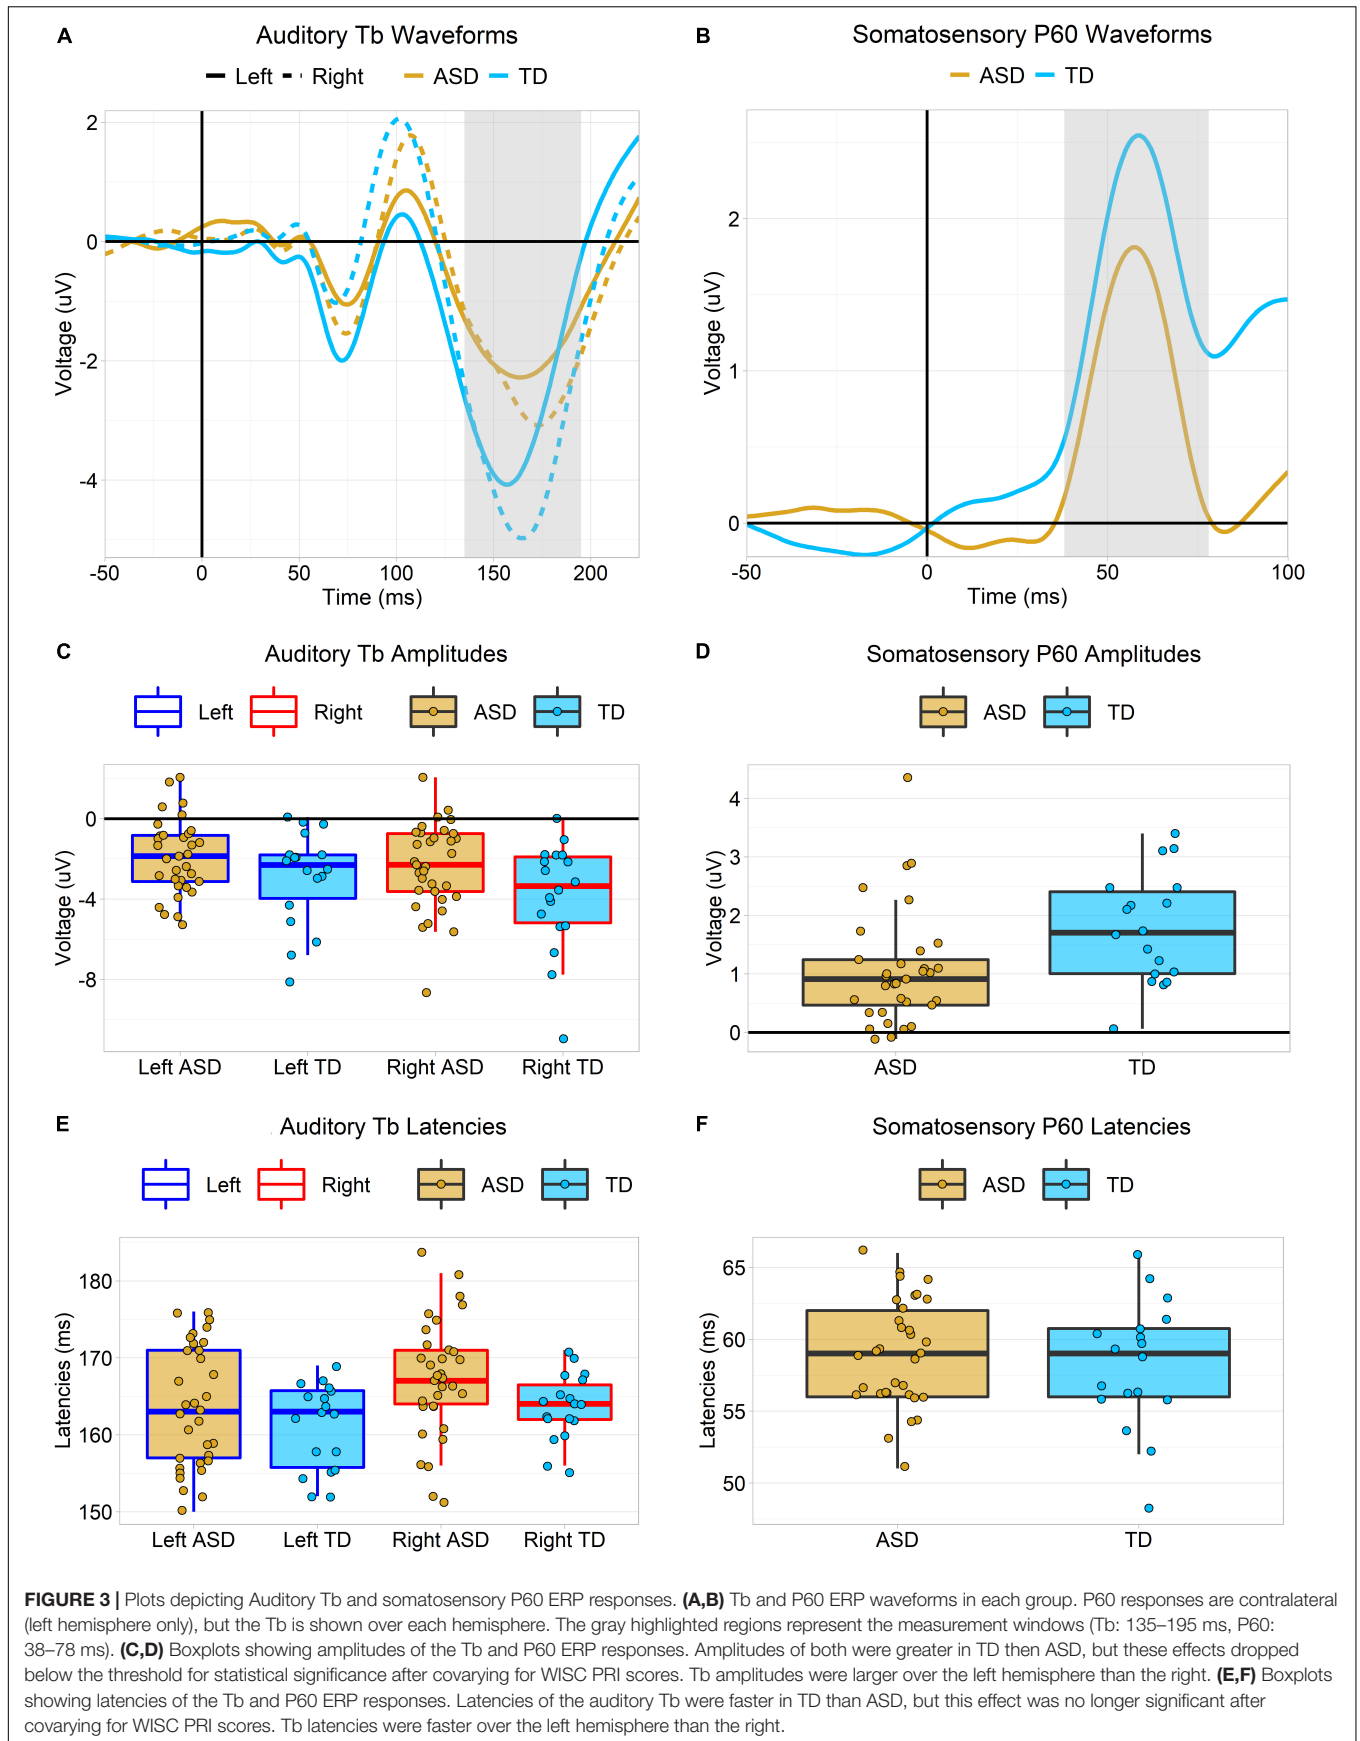 A
Auditory Tb Waveforms
Left Right ASD TD
2
0
-2
-4
Voltage (uV)
-50 0 50 100 150 200
Time (ms)
B
Somatosensory P60 Waveforms
ASD TD
2
1
0
Voltage (uV)
-50 0 50 100
Time (ms)
C
Auditory Tb Amplitudes
Left Right ASD TD
0
-4
-8
Voltage (uV)
Left ASD Left TD Right ASD Right TD
D
Somatosensory P60 Amplitudes
ASD TD
4
3
2
1
0
Voltage (uV)
ASD TD
E
Auditory Tb Latencies
Left Right ASD TD
180
170
160
150
Latencies (ms)
Left ASD Left TD Right ASD Right TD
F
Somatosensory P60 Latencies
ASD TD
65
60
55
50
Latencies (ms)
ASD TD
FIGURE 3 | Plots depicting Auditory Tb and somatosensory P60 ERP responses. (A,B) Tb and P60 ERP waveforms in each group. P60 responses are contralateral
(left hemisphere only), but the Tb is shown over each hemisphere. The gray highlighted regions represent the measurement windows (Tb: 135–195 ms, P60:
38–78 ms). (C,D) Boxplots showing amplitudes of the Tb and P60 ERP responses. Amplitudes of both were greater in TD then ASD, but these effects dropped
below the threshold for statistical significance after covarying for WISC PRI scores. Tb amplitudes were larger over the left hemisphere than the right. (E,F) Boxplots
showing latencies of the Tb and P60 ERP responses. Latencies of the auditory Tb were faster in TD than ASD, but this effect was no longer significant after
covarying for WISC PRI scores. Tb latencies were faster over the left hemisphere than the right.